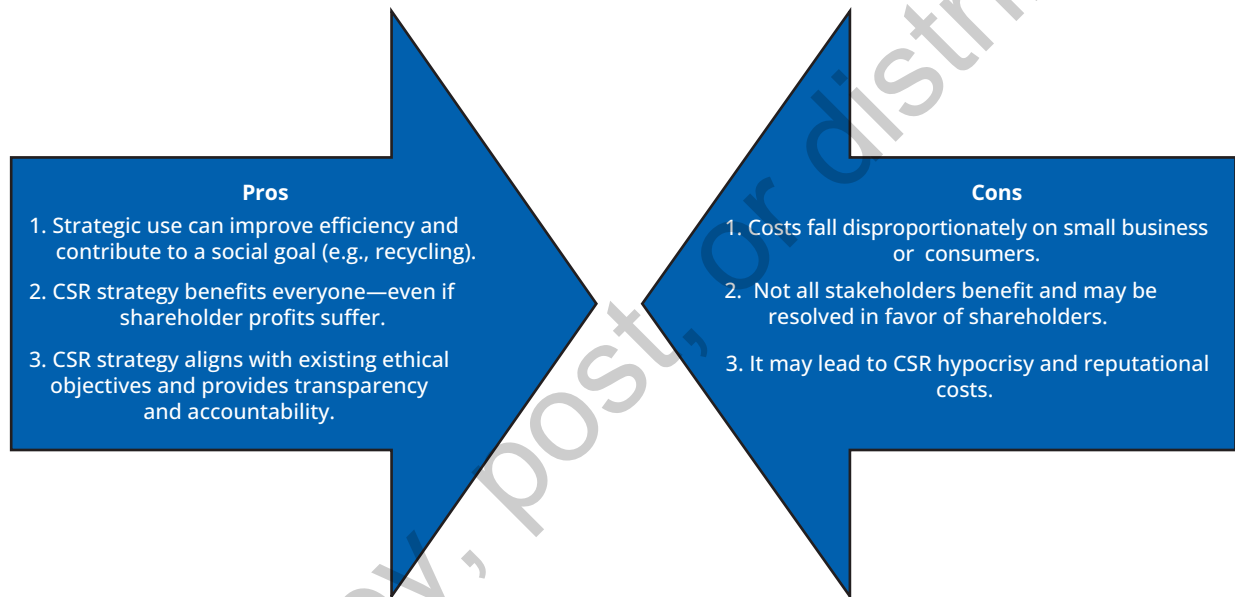 Pros
1. Strategic use can improve efficiency and
contribute to a social goal (e.g., recycling).
2. CSR strategy benefits everyone—even if
shareholder profits suffer.
3. CSR strategy aligns with existing ethical
objectives and provides transparency
and accountability.
Cons
1. Costs fall disproportionately on small business
or consumers.
2. Not all stakeholders benefit and may be
resolved in favor of shareholders.
3. It may lead to CSR hypocrisy and reputational
costs.
post, or